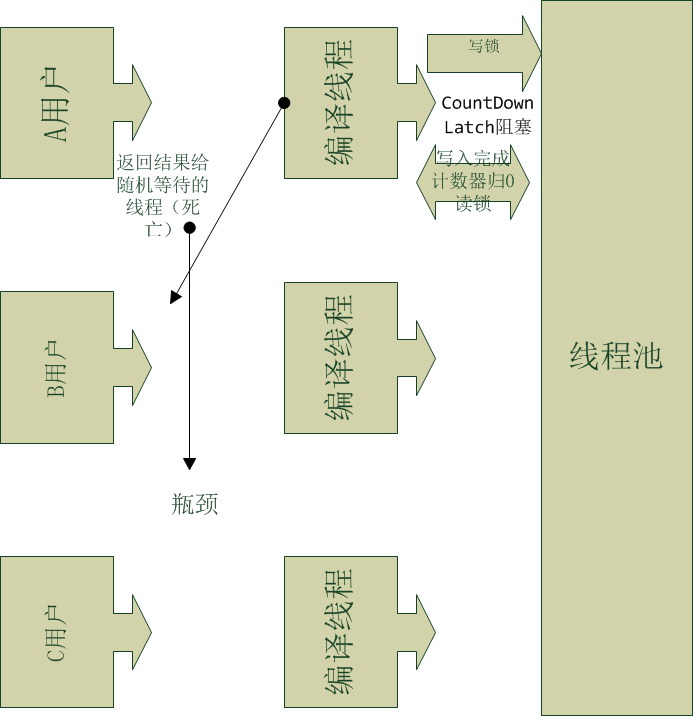 A用户
编译线程
写锁
CountDown
Latch阻塞
写入完成
计数器归0
读锁
返回结果给
随机等待的
线程（死
亡）
B用户
编译线程
线程池
瓶颈
C用户
编译线程